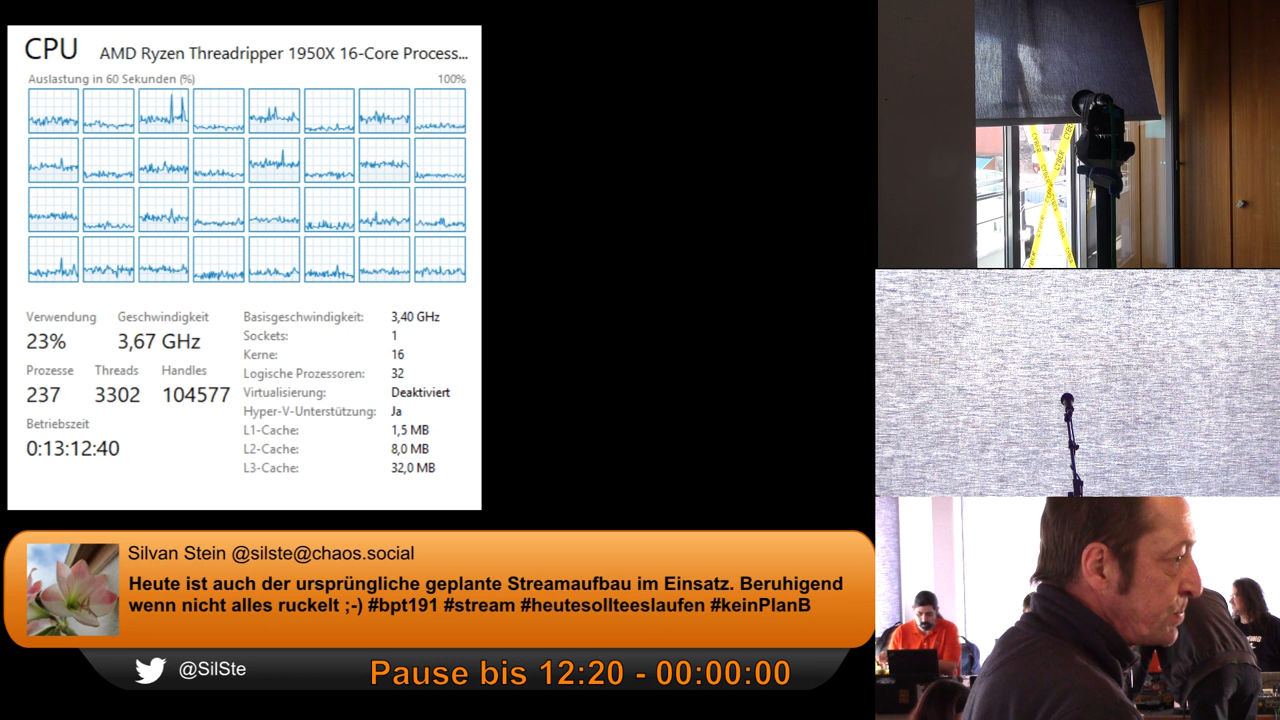 CPU AMD Ryzen Threadripper 1950X 16-Core Process...
Auslastung in 60 Sekunden (%) 100%
Verwendung Geschwindigkeit
23% 3,67 GHz
Prozesse Threads Handles
237 3302 104577
Betriebszeit
0:13:12:40
Basisgeschwindigkeit: 3,40 GHz
Sockets: 1
Kerne: 16
Logische Prozessoren: 32
Virtualisierung: Deaktiviert
Hyper-V-Unterstützung: Ja
L1-Cache: 1,5 MB
L2-Cache: 8,0 MB
L3-Cache: 32,0 MB
CYBER
CYBER
Silvan Stein @silste@chaos.social
Heute ist auch der ursprüngliche geplante Streamaufbau im Einsatz. Beruhigend
wenn nicht alles ruckelt ;-) #bpt191 #stream #heutesollteeslaufen #keinPlanB
@SilSte
Pause bis 12:20 - 00:00:00